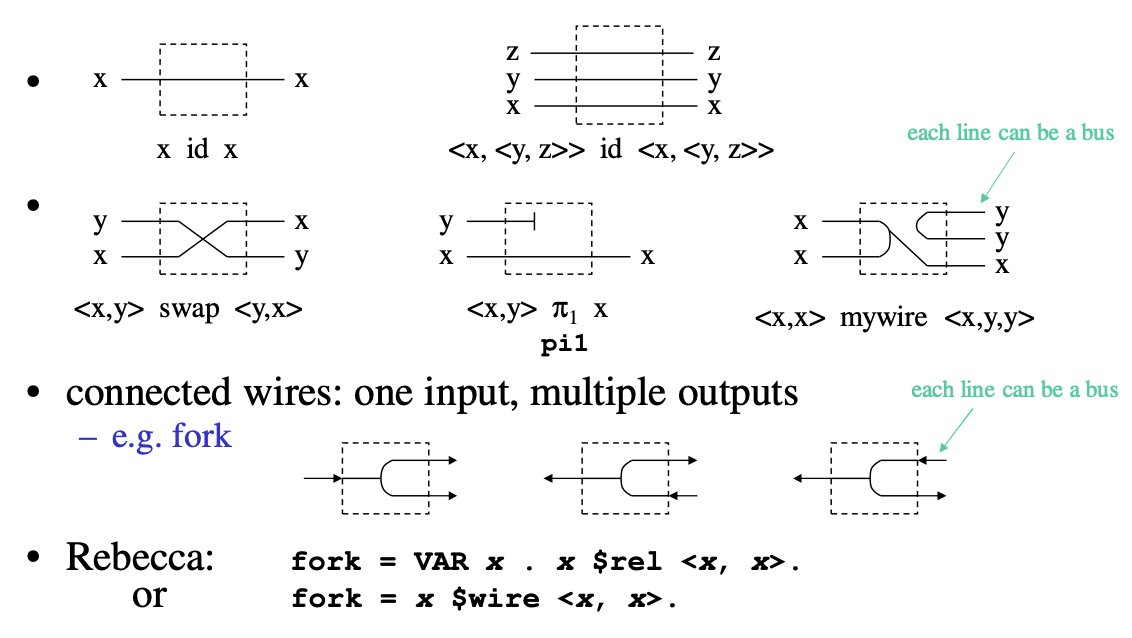 • x x z z
y y
x x
x id x <x, <y, z>> id <x, <y, z>>
each line can be a bus
• y x y x y
x y x x x y
x
<x,y> swap <y,x> <x,y> π₁ x <x,x> mywire <x,y,y>
pi1
• connected wires: one input, multiple outputs
each line can be a bus
– e.g. fork
• Rebecca: fork = VAR x . x $rel <x, x>.
or fork = x $wire <x, x>.